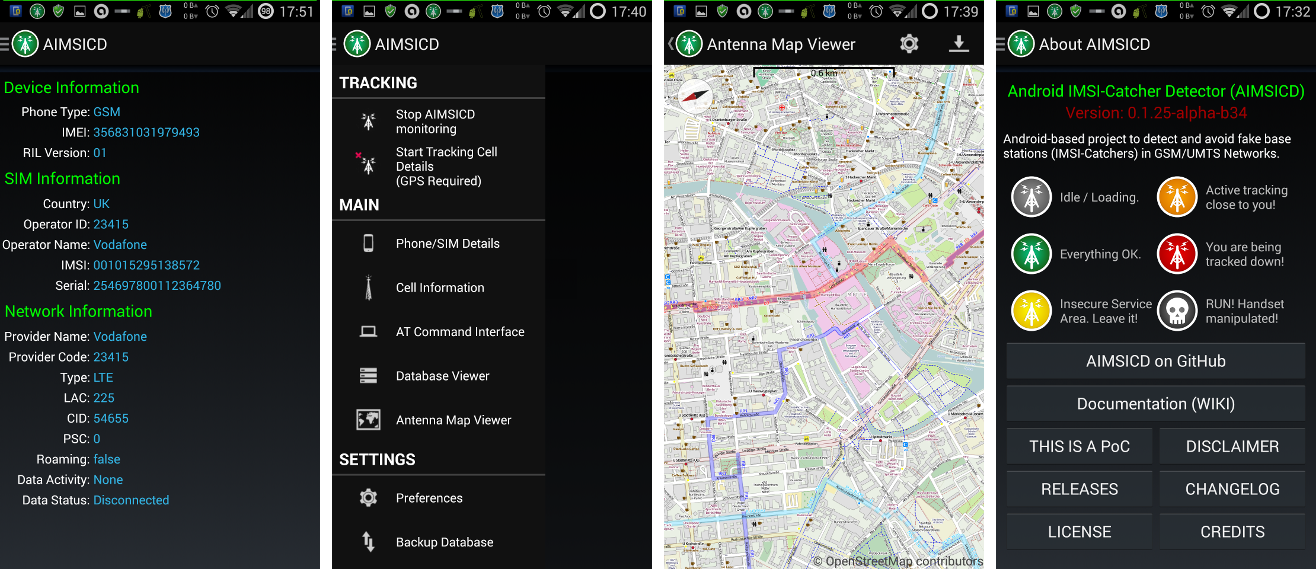 98 17:51
AIMSICD
Device Information
Phone Type: GSM
IMEI: 356831031979493
RIL Version: 01
SIM Information
Country: UK
Operator ID: 23415
Operator Name: Vodafone
IMSI: 001015295138572
Serial: 254697800112364780
Network Information
Provider Name: Vodafone
Provider Code: 23415
Type: LTE
LAC: 225
CID: 54655
PSC: 0
Roaming: false
Data Activity: None
Data Status: Disconnected
0 B
0 B
17:40
AIMSICD
TRACKING
Stop AIMSICD
monitoring
Start Tracking Cell
Details
(GPS Required)
MAIN
Phone/SIM Details
Cell Information
AT Command Interface
Database Viewer
Antenna Map Viewer
SETTINGS
Preferences
Backup Database
0 B
0 B
17:39
Antenna Map Viewer
0.6 km
© OpenStreetMap contributors
0 B
0 B
17:32
About AIMSICD
Android IMSI-Catcher Detector (AIMSICD)
Version: 0.1.25-alpha-b34
Android-based project to detect and avoid fake base
stations (IMSI-Catchers) in GSM/UMTS Networks.
Idle / Loading.
Active tracking
close to you!
Everything OK.
You are being
tracked down!
Insecure Service
Area. Leave it!
RUN! Handset
manipulated!
AIMSICD on GitHub
Documentation (WIKI)
THIS IS A PoC
DISCLAIMER
RELEASES
CHANGELOG
LICENSE
CREDITS